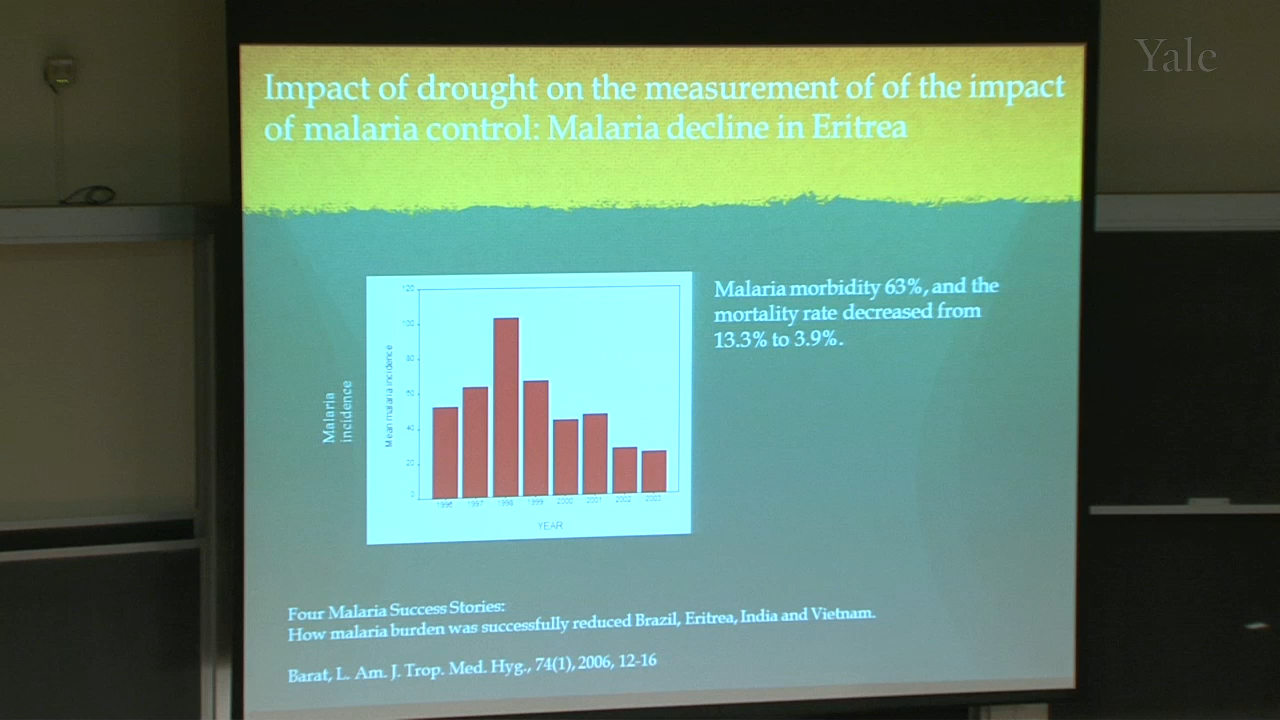 Yale
Impact of drought on the measurement of of the impact
of malaria control: Malaria decline in Eritrea
Malaria
incidence
Mean malaria incidence
120
100
80
60
40
20
0
1996 1997 1998 1999 2000 2001 2002 2003
YEAR
Malaria morbidity 63%, and the
mortality rate decreased from
13.3% to 3.9%.
Four Malaria Success Stories:
How malaria burden was successfully reduced Brazil, Eritrea, India and Vietnam.
Barat, L. Am. J. Trop. Med. Hyg., 74(1), 2006, 12-16